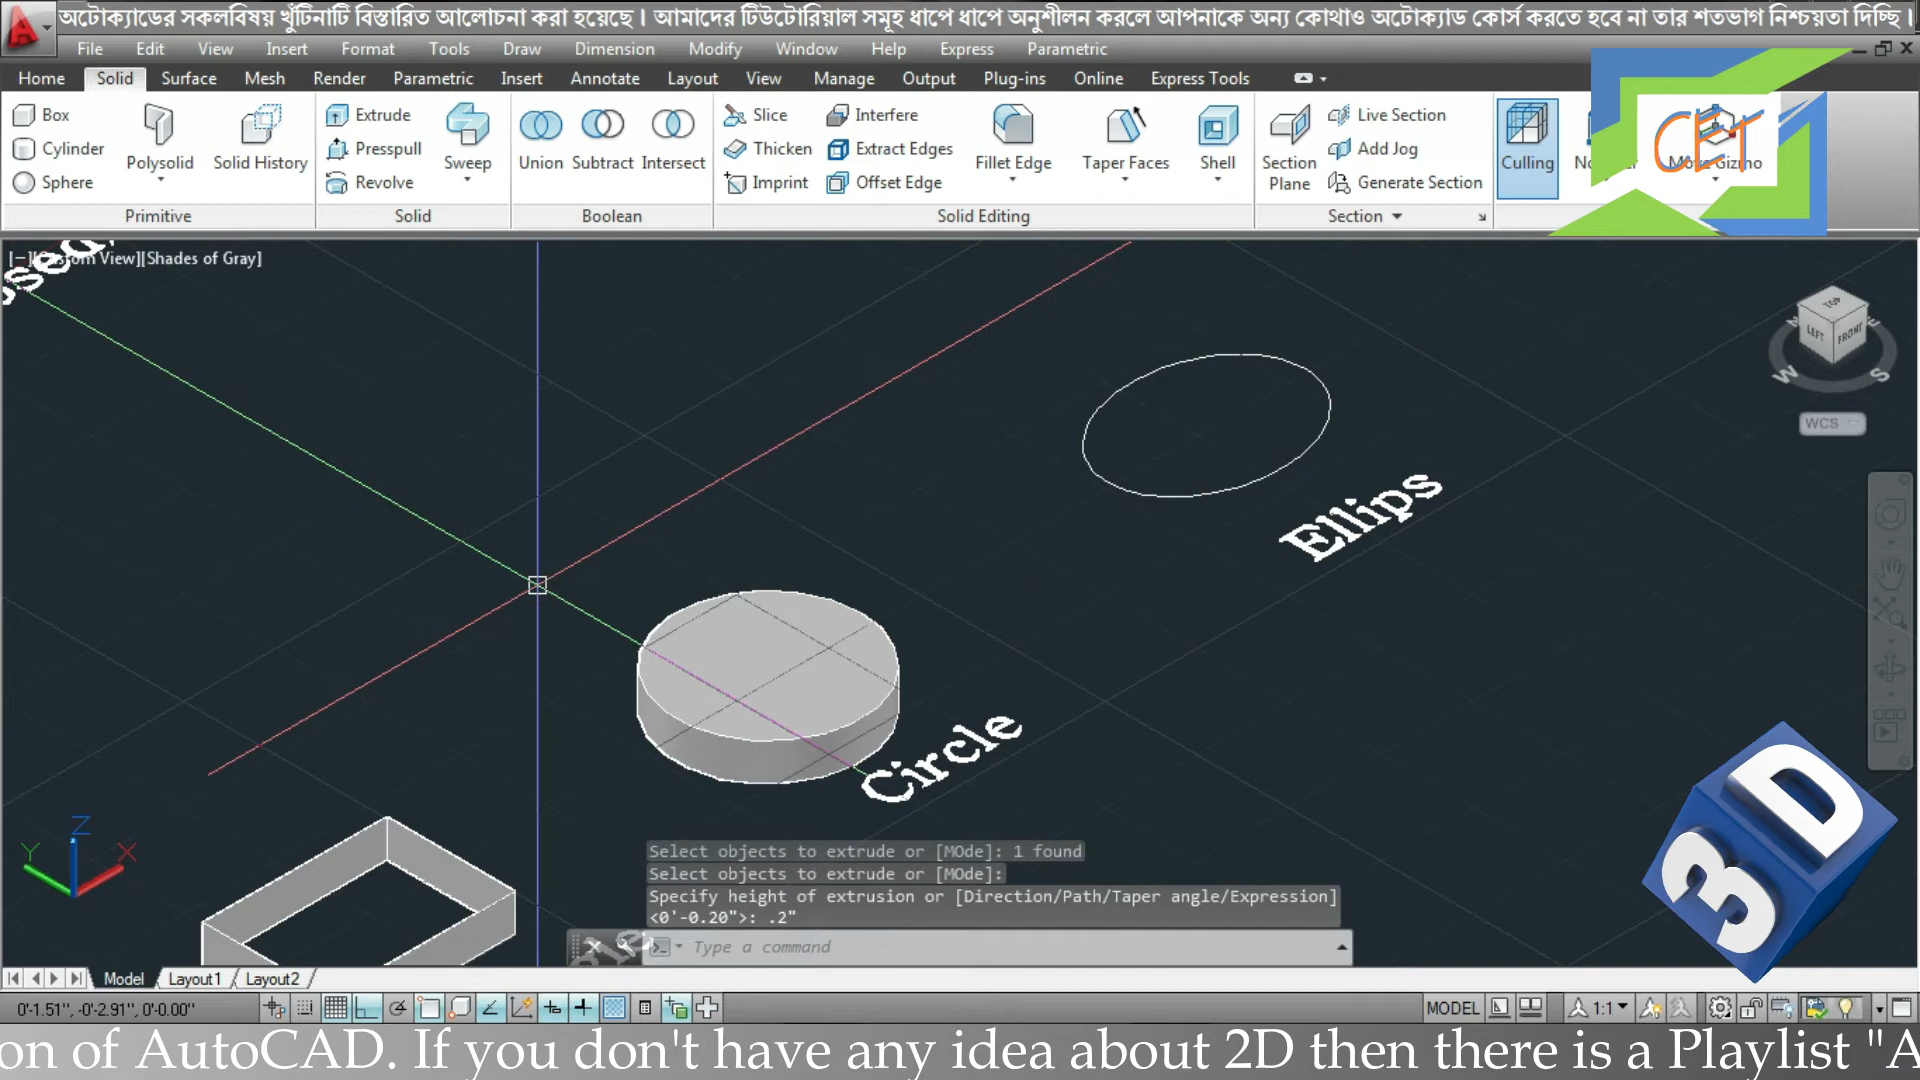 অটোক্যাডের সকলবিষয় খুঁটিনাটি বিস্তারিত আলোচনা করা হয়েছে। আমাদের টিউটোরিয়াল সমূহ ধাপে ধাপে অনুশীলন করলে আপনাকে অন্য কোথাও অটোক্যাড কোর্স করতে হবে না তার শতভাগ নিশ্চয়তা দিচ্ছি।
File Edit View Insert Format Tools Draw Dimension Modify Window Help Express Parametric
Home Solid Surface Mesh Render Parametric Insert Annotate Layout View Manage Output Plug-ins Online Express Tools
Box Extrude Slice Interfere Live Section
Cylinder Polysolid Solid History Presspull Sweep Union Subtract Intersect Thicken Extract Edges Fillet Edge Taper Faces Shell Section Plane Add Jog Culling Move Gizmo
Sphere Revolve Imprint Offset Edge Generate Section
CET
Primitive Solid Boolean Solid Editing Section
[−][Custom View][Shades of Gray]
TOP
LEFT FRONT
W S
WCS
Ellips
Circle
Z
Y X
3D
Select objects to extrude or [MOde]: 1 found
Select objects to extrude or [MOde]:
Specify height of extrusion or [Direction/Path/Taper angle/Expression]
<0'-0.20">: .2"
Type a command
Model Layout1 Layout2
0'-1.51", -0'-2.91", 0'-0.00" MODEL 1:1
on of AutoCAD. If you don't have any idea about 2D then there is a Playlist "A